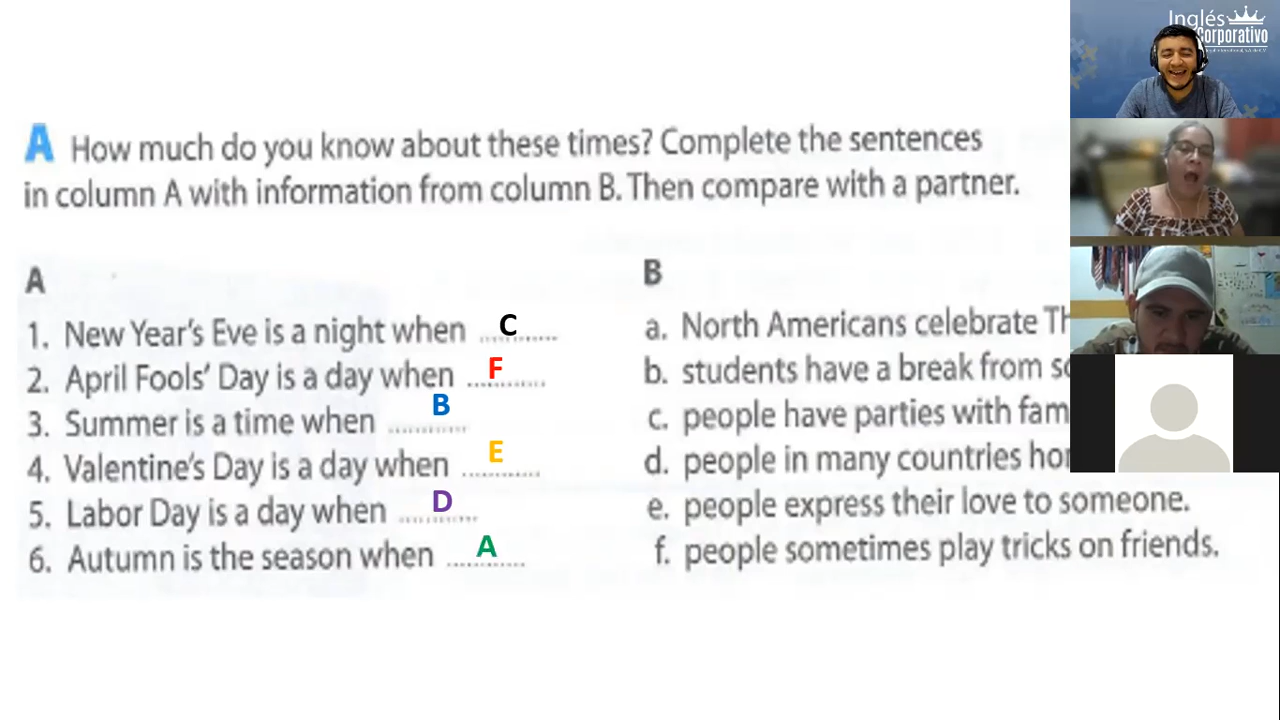 Inglés
Corporativo
A How much do you know about these times? Complete the sentences
in column A with information from column B. Then compare with a partner.
A
1. New Year's Eve is a night when C
2. April Fools' Day is a day when F
3. Summer is a time when B
4. Valentine's Day is a day when E
5. Labor Day is a day when D
6. Autumn is the season when A
B
a. North Americans celebrate
b. students have a break from
c. people have parties with
d. people in many countries
e. people express their love to someone.
f. people sometimes play tricks on friends.